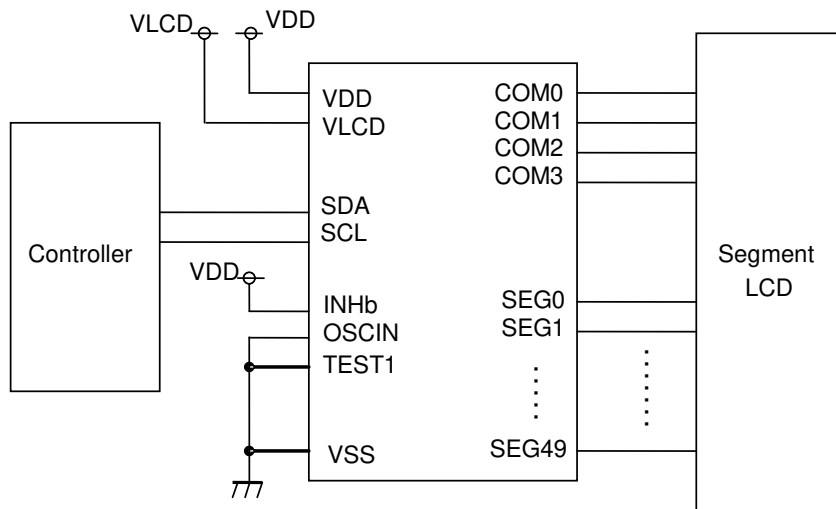 VLCD
VDD
VDD
VLCD
SDA
SCL
VDD
INHb
OSCIN
TEST1
VSS
COM0
COM1
COM2
COM3
SEG0
SEG1
SEG49
Controller
Segment
LCD